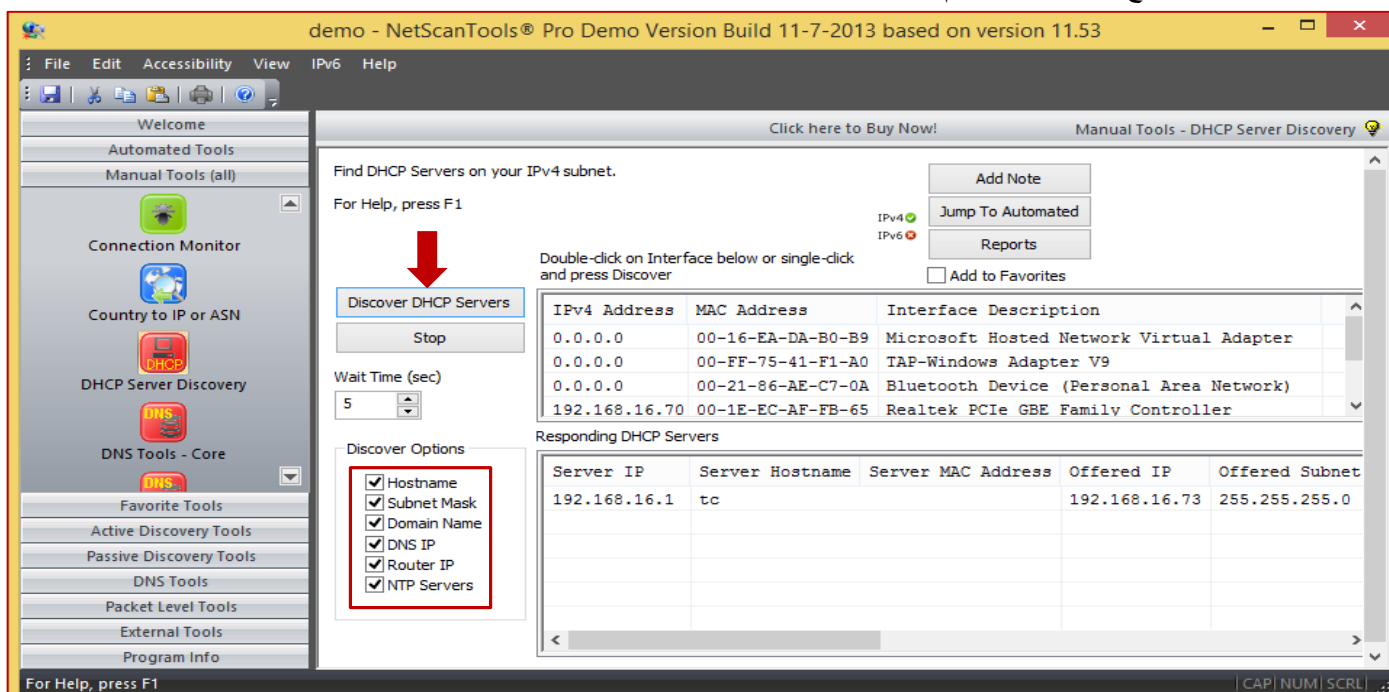 demo - NetScanTools® Pro Demo Version Build 11-7-2013 based on version 11.53
File Edit Accessibility View IPv6 Help
Welcome
Automated Tools
Manual Tools (all)
Connection Monitor
Country to IP or ASN
DHCP
DHCP Server Discovery
DNS
DNS Tools - Core
DNS
Favorite Tools
Active Discovery Tools
Passive Discovery Tools
DNS Tools
Packet Level Tools
External Tools
Program Info
Click here to Buy Now! Manual Tools - DHCP Server Discovery
Find DHCP Servers on your IPv4 subnet.
For Help, press F1
Add Note
IPv4 Jump To Automated
IPv6 Reports
Add to Favorites
Double-click on Interface below or single-click
and press Discover
Discover DHCP Servers
Stop
Wait Time (sec)
5
IPv4 Address MAC Address Interface Description
0.0.0.0 00-16-EA-DA-B0-B9 Microsoft Hosted Network Virtual Adapter
0.0.0.0 00-FF-75-41-F1-A0 TAP-Windows Adapter V9
0.0.0.0 00-21-86-AE-C7-0A Bluetooth Device (Personal Area Network)
192.168.16.70 00-1E-EC-AF-FB-65 Realtek PCIe GBE Family Controller
Discover Options
Hostname
Subnet Mask
Domain Name
DNS IP
Router IP
NTP Servers
Responding DHCP Servers
Server IP Server Hostname Server MAC Address Offered IP Offered Subnet
192.168.16.1 tc 192.168.16.73 255.255.255.0
For Help, press F1
CAP NUM SCRL